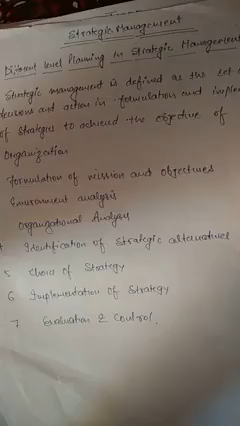 Strategic Management
Different level Planning in Strategic Management
Strategic management is defined as the set of
decisions and action in formulation and imple
of strategies to achieve the objective of
Organization
Formulation of mission and objectives
Environment analysis
Organizational Analysis
4 Identification of Strategic alternatives
5 Choice of Strategy
6 Implementation of Strategy
7 Evaluation & Control.